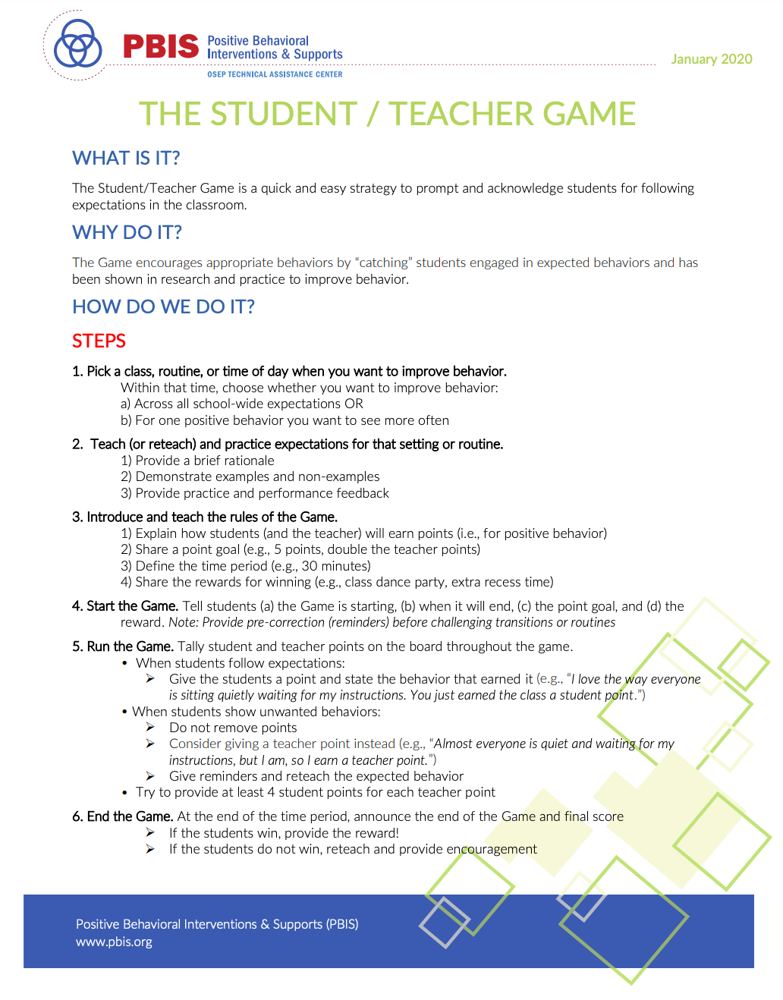 PBIS Positive Behavioral
Interventions & Supports
OSEP TECHNICAL ASSISTANCE CENTER
January 2020
THE STUDENT / TEACHER GAME
WHAT IS IT?
The Student/Teacher Game is a quick and easy strategy to prompt and acknowledge students for following
expectations in the classroom.
WHY DO IT?
The Game encourages appropriate behaviors by “catching” students engaged in expected behaviors and has
been shown in research and practice to improve behavior.
HOW DO WE DO IT?
STEPS
1. Pick a class, routine, or time of day when you want to improve behavior.
Within that time, choose whether you want to improve behavior:
a) Across all school-wide expectations OR
b) For one positive behavior you want to see more often
2. Teach (or reteach) and practice expectations for that setting or routine.
1) Provide a brief rationale
2) Demonstrate examples and non-examples
3) Provide practice and performance feedback
3. Introduce and teach the rules of the Game.
1) Explain how students (and the teacher) will earn points (i.e., for positive behavior)
2) Share a point goal (e.g., 5 points, double the teacher points)
3) Define the time period (e.g., 30 minutes)
4) Share the rewards for winning (e.g., class dance party, extra recess time)
4. Start the Game. Tell students (a) the Game is starting, (b) when it will end, (c) the point goal, and (d) the
reward. Note: Provide pre-correction (reminders) before challenging transitions or routines
5. Run the Game. Tally student and teacher points on the board throughout the game.
• When students follow expectations:
➢ Give the students a point and state the behavior that earned it (e.g., “I love the way everyone
is sitting quietly waiting for my instructions. You just earned the class a student point.”)
• When students show unwanted behaviors:
➢ Do not remove points
➢ Consider giving a teacher point instead (e.g., “Almost everyone is quiet and waiting for my
instructions, but I am, so I earn a teacher point.”)
➢ Give reminders and reteach the expected behavior
• Try to provide at least 4 student points for each teacher point
6. End the Game. At the end of the time period, announce the end of the Game and final score
➢ If the students win, provide the reward!
➢ If the students do not win, reteach and provide encouragement
Positive Behavioral Interventions & Supports (PBIS)
www.pbis.org